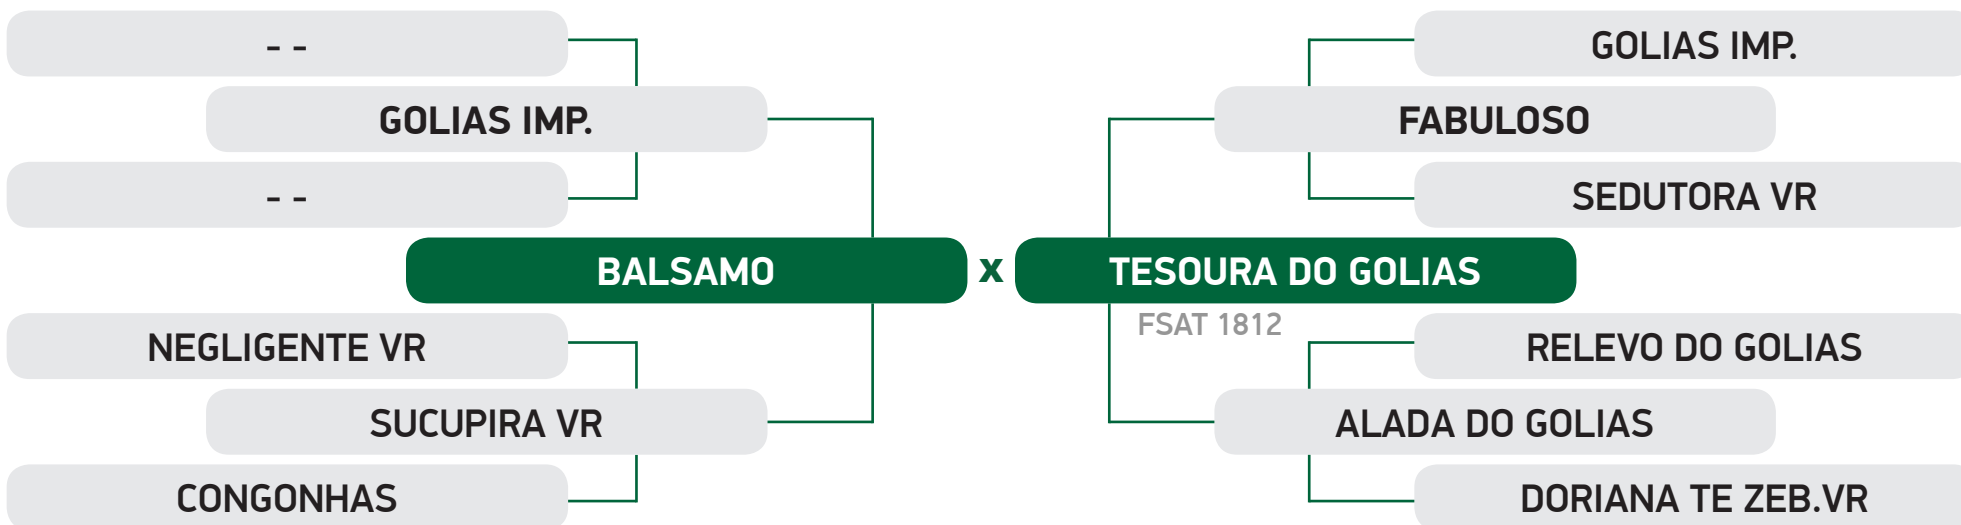 - -
GOLIAS IMP.
GOLIAS IMP.
FABULOSO
- -
SEDUTORA VR
BALSAMO x TESOURA DO GOLIAS
FSAT 1812
NEGLIGENTE VR
RELEVO DO GOLIAS
SUCUPIRA VR
ALADA DO GOLIAS
CONGONHAS
DORIANA TE ZEB.VR